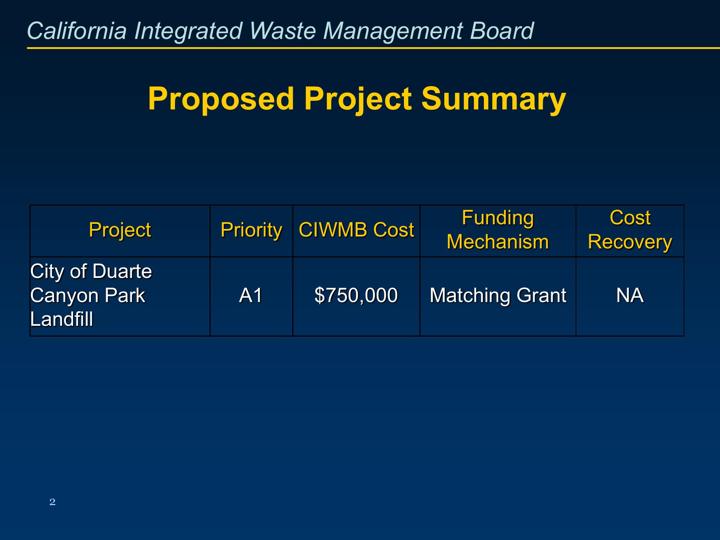 California Integrated Waste Management Board
Proposed Project Summary
Project
Priority
CIWMB Cost
Funding
Mechanism
Cost
Recovery
City of Duarte
Canyon Park
Landfill
A1
$750,000
Matching Grant
NA
2